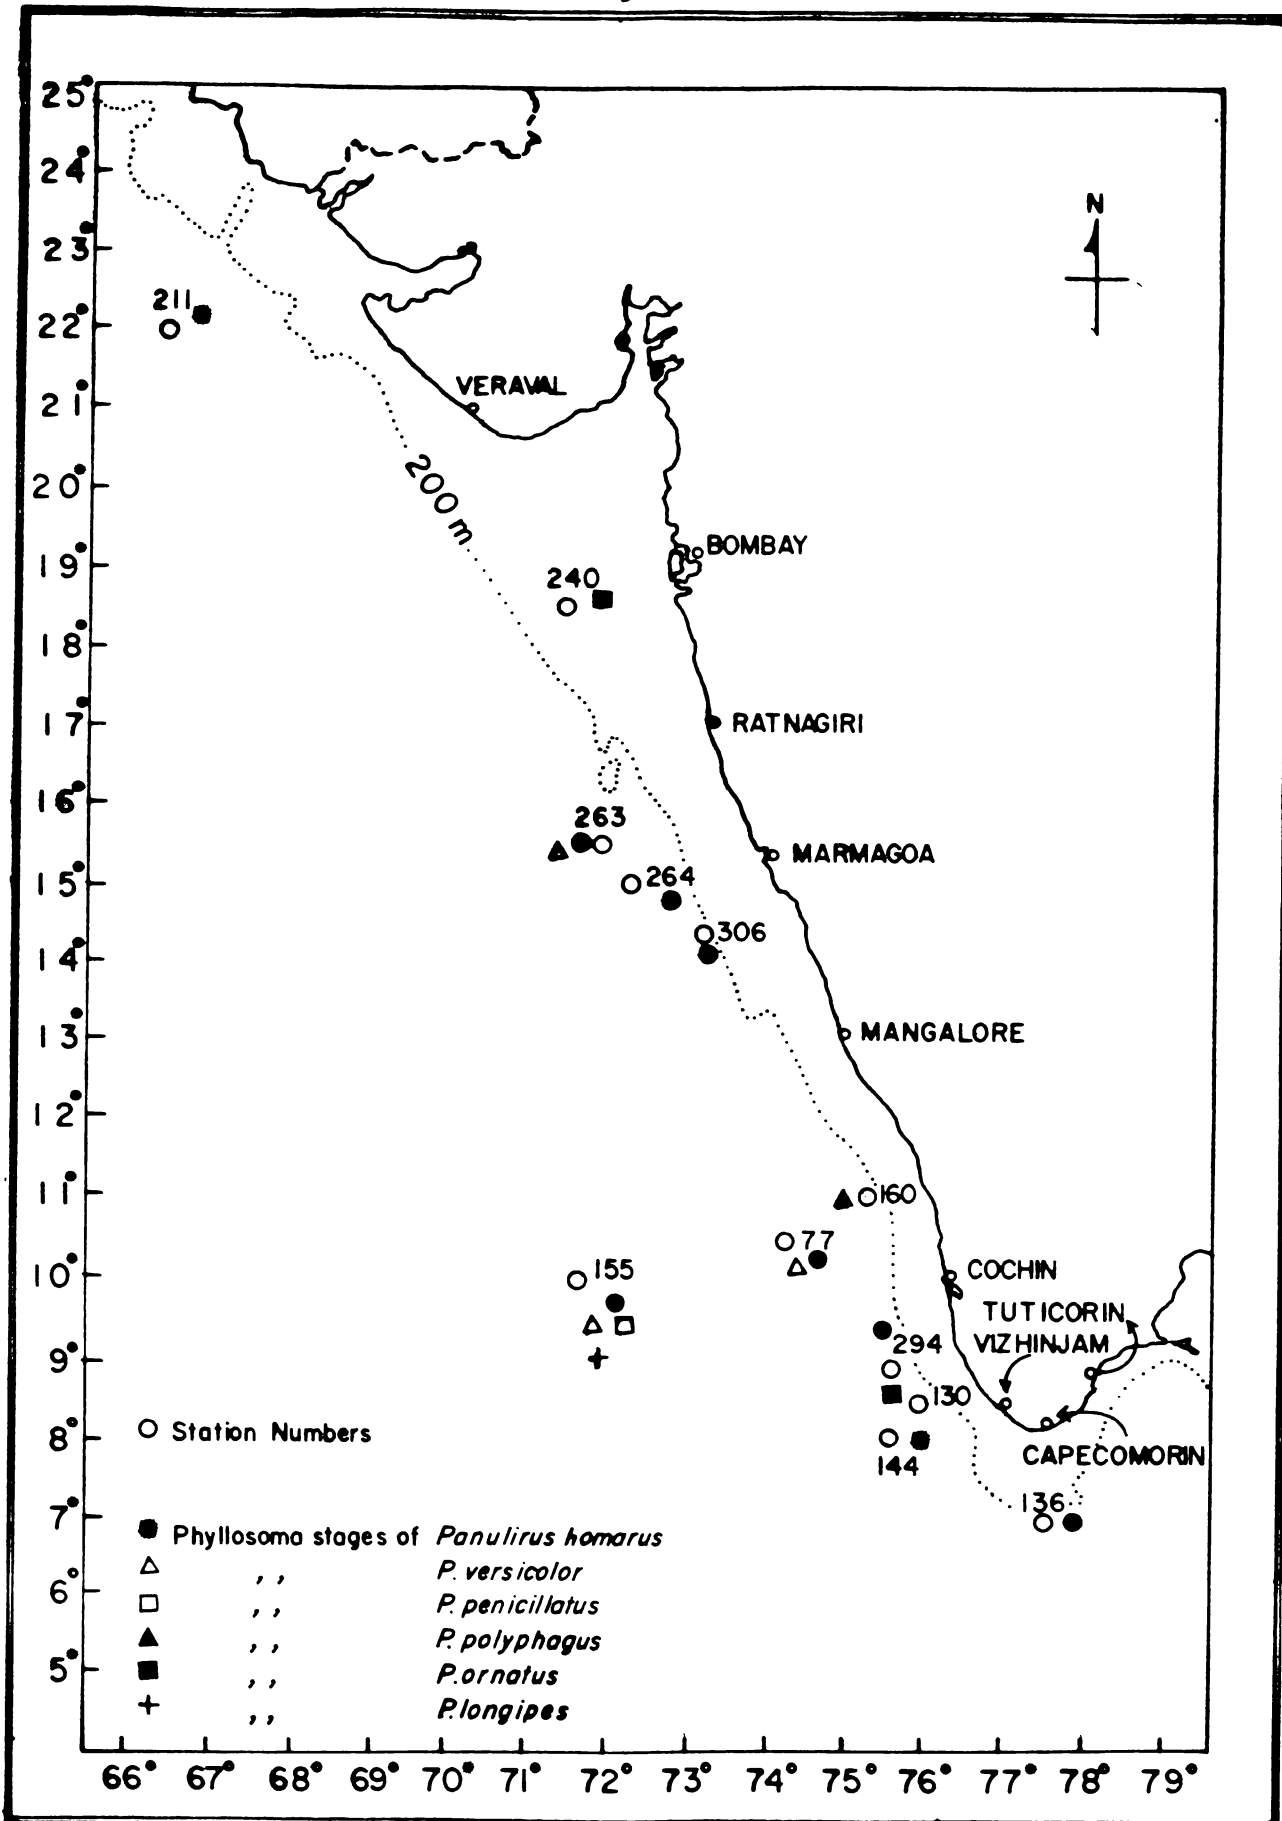 25°
24°
23°
22°
21°
20°
19°
18°
17°
16°
15°
14°
13°
12°
11°
10°
9°
8°
7°
6°
5°
N
211
VERAVAL
200 m
BOMBAY
240
RATNAGIRI
263
MARMAGOA
264
306
MANGALORE
160
77
155
COCHIN
TUTICORIN
294
VIZHINJAM
130
144
CAPECOMORIN
136
Station Numbers
Phyllosoma stages of Panulirus homarus
,, P. versicolor
,, P. penicillatus
,, P. polyphagus
,, P. ornatus
,, P. longipes
66° 67° 68° 69° 70° 71° 72° 73° 74° 75° 76° 77° 78° 79°